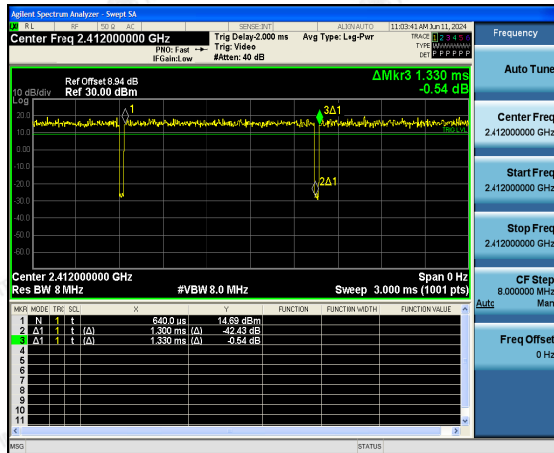 Agilent Spectrum Analyzer - Swept SA
RL RF 50 Ω AC SENSE:INT ALIGNAUTO 11:03:41 AM Jun 11, 2024
Center Freq 2.412000000 GHz
PNO: Fast
IFGain:Low
Trig Delay-2.000 ms
Trig: Video
#Atten: 40 dB
Avg Type: Log-Pwr
TRACE 1 2 3 4 5 6
TYPE WWWWWW
DET P P P P P P
Ref Offset 8.94 dB
Ref 30.00 dBm
10 dB/div
Log
ΔMkr3 1.330 ms
-0.54 dB
20.0
10.0
0.00
-10.0
-20.0
-30.0
-40.0
-50.0
-60.0
1
3Δ1
2Δ1
TRIG LVL
Center 2.412000000 GHz
Span 0 Hz
Res BW 8 MHz
#VBW 8.0 MHz
Sweep 3.000 ms (1001 pts)
MKR MODE TRC SCL X Y FUNCTION FUNCTION WIDTH FUNCTION VALUE
1 N 1 t 640.0 µs 14.69 dBm
2 Δ1 1 t (Δ) 1.300 ms (Δ) -42.43 dB
3 Δ1 1 t (Δ) 1.330 ms (Δ) -0.54 dB
4
5
6
7
8
9
10
11
MSG
STATUS
Frequency
Auto Tune
Center Freq
2.412000000 GHz
Start Freq
2.412000000 GHz
Stop Freq
2.412000000 GHz
CF Step
8.000000 MHz
Auto Man
Freq Offset
0 Hz